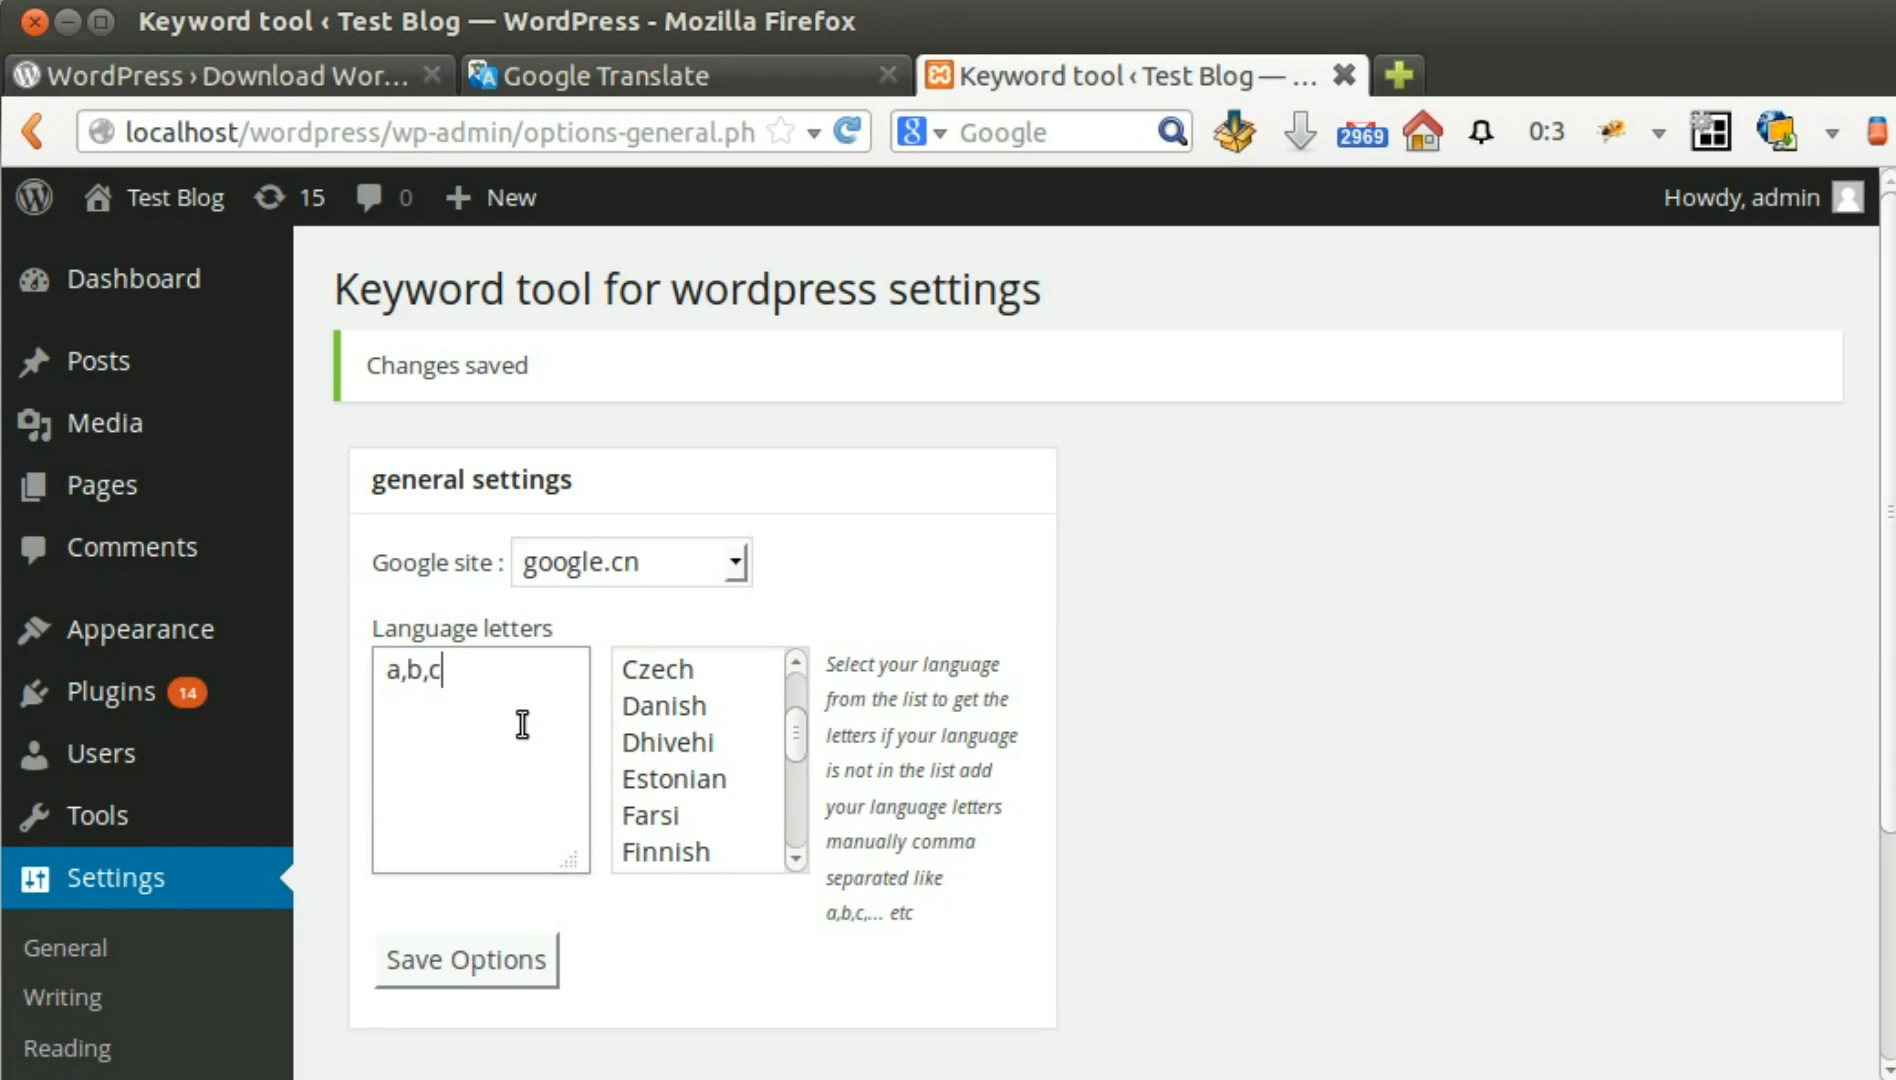 Keyword tool ‹ Test Blog — WordPress - Mozilla Firefox
WordPress › Download Wor...
Google Translate
Keyword tool ‹ Test Blog — ...
localhost/wordpress/wp-admin/options-general.ph
Google
2969
0:3
Test Blog
15
0
New
Howdy, admin
Dashboard
Posts
Media
Pages
Comments
Appearance
Plugins 14
Users
Tools
Settings
General
Writing
Reading
Keyword tool for wordpress settings
Changes saved
general settings
Google site : google.cn
Language letters
a,b,c
Czech
Danish
Dhivehi
Estonian
Farsi
Finnish
Select your language
from the list to get the
letters if your language
is not in the list add
your language letters
manually comma
separated like
a,b,c,... etc
Save Options